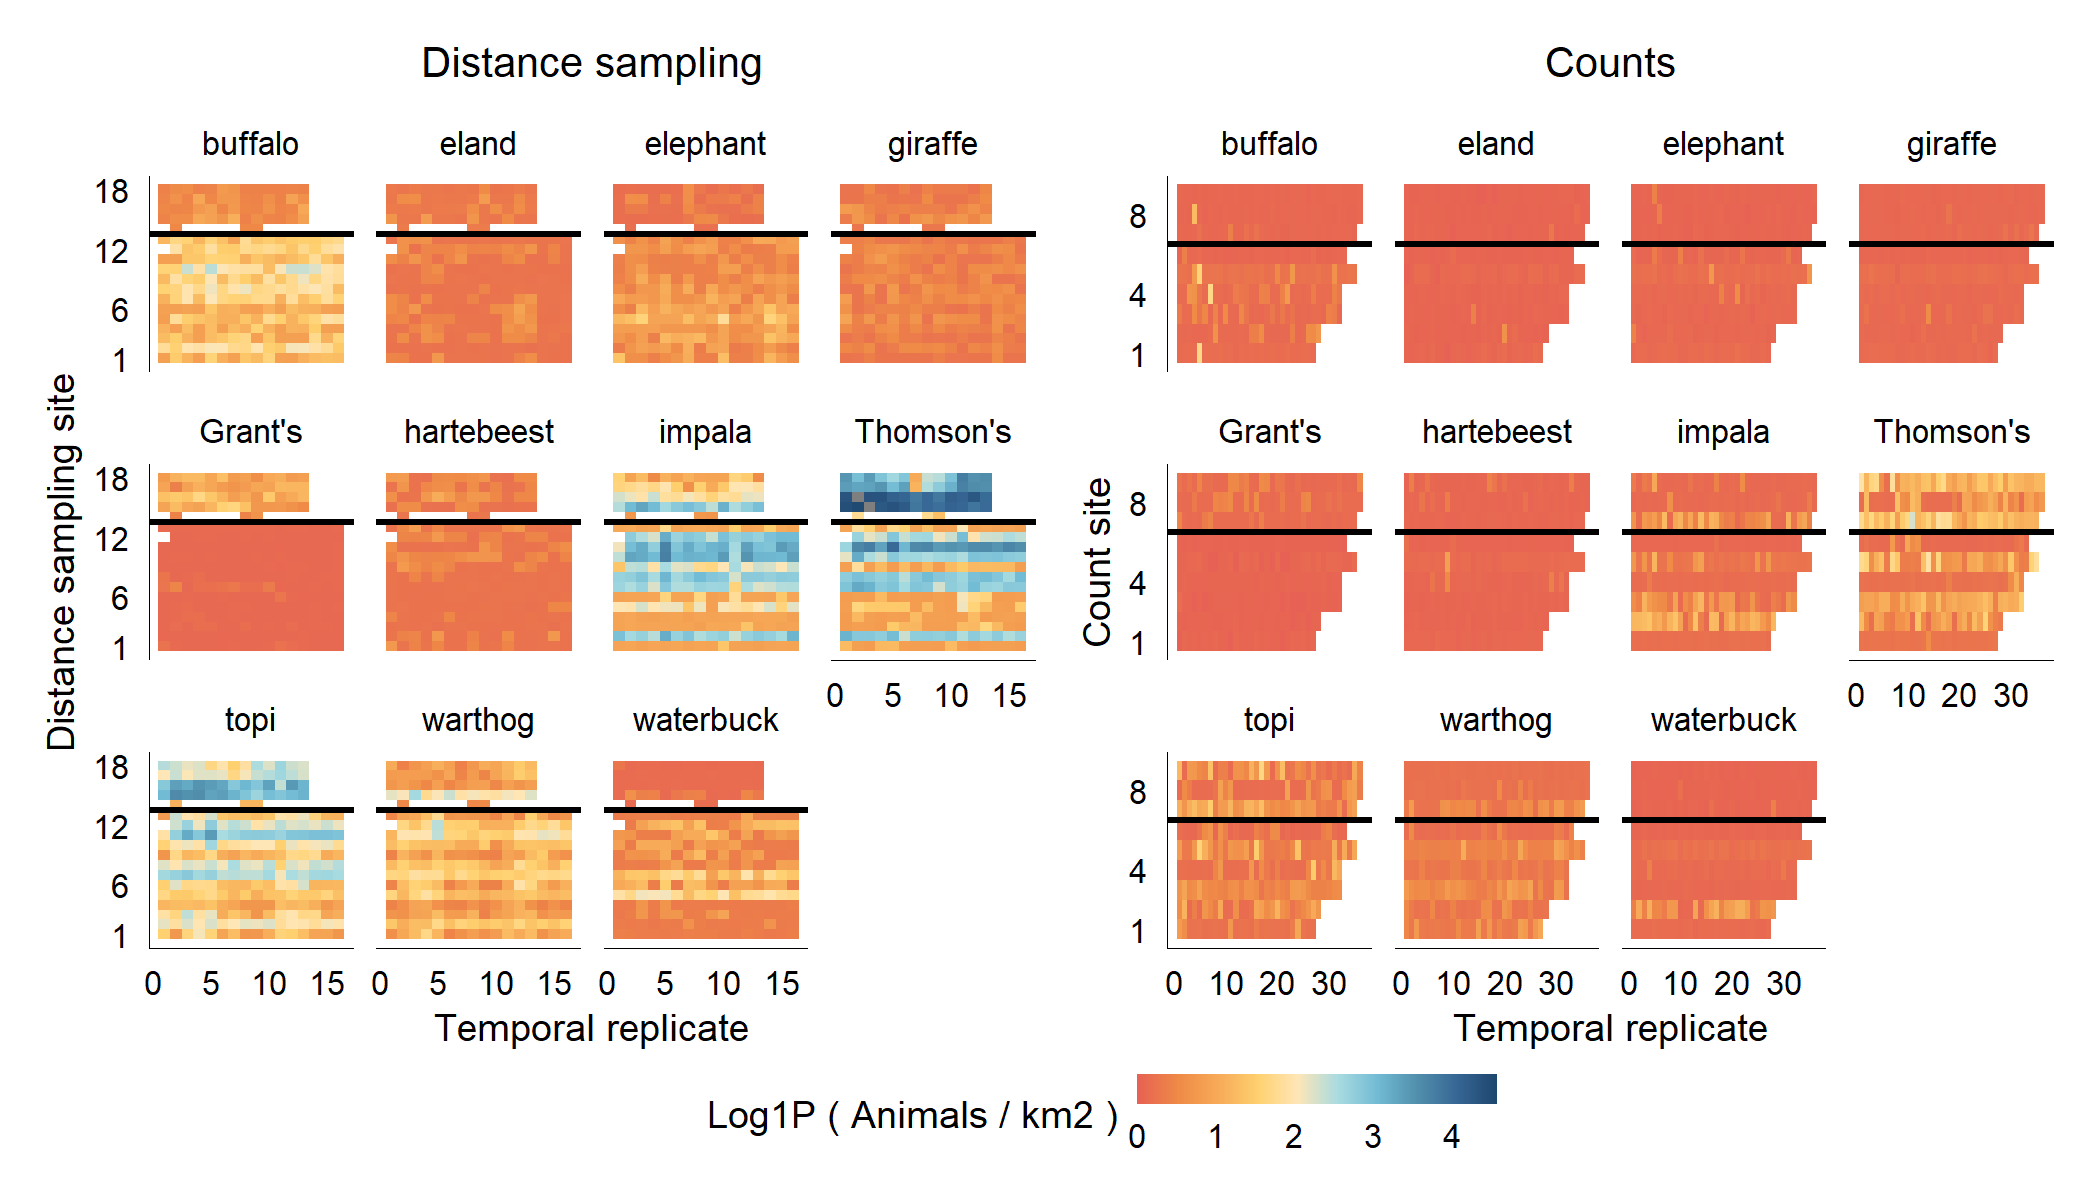 Distance sampling
Counts
buffalo eland elephant giraffe
buffalo eland elephant giraffe
18
12
6
1
8
4
1
Distance sampling site
Count site
Grant's hartebeest impala Thomson's
Grant's hartebeest impala Thomson's
18
12
6
1
8
4
1
0 5 10 15
0 10 20 30
topi warthog waterbuck
topi warthog waterbuck
18
12
6
1
8
4
1
0 5 10 15 0 5 10 15 0 5 10 15
0 10 20 30 0 10 20 30 0 10 20 30
Temporal replicate
Temporal replicate
Log1P ( Animals / km2 )
0 1 2 3 4